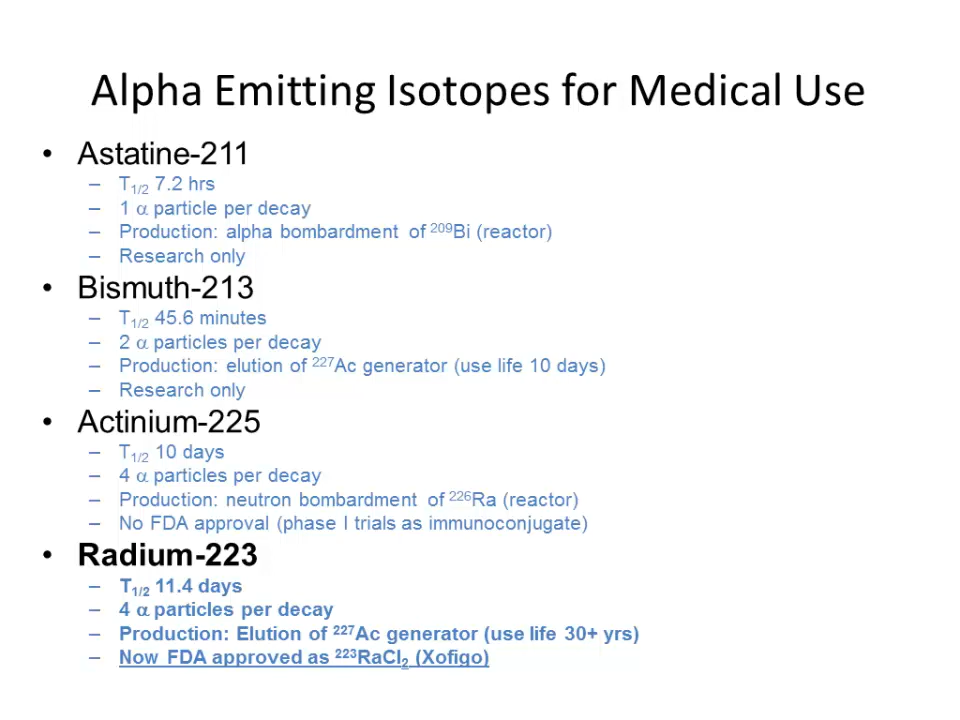 Alpha Emitting Isotopes for Medical Use
• Astatine-211
– T1/2 7.2 hrs
– 1 α particle per decay
– Production: alpha bombardment of 209Bi (reactor)
– Research only
• Bismuth-213
– T1/2 45.6 minutes
– 2 α particles per decay
– Production: elution of 227Ac generator (use life 10 days)
– Research only
• Actinium-225
– T1/2 10 days
– 4 α particles per decay
– Production: neutron bombardment of 226Ra (reactor)
– No FDA approval (phase I trials as immunoconjugate)
• Radium-223
– T1/2 11.4 days
– 4 α particles per decay
– Production: Elution of 227Ac generator (use life 30+ yrs)
– Now FDA approved as 223RaCl2 (Xofigo)